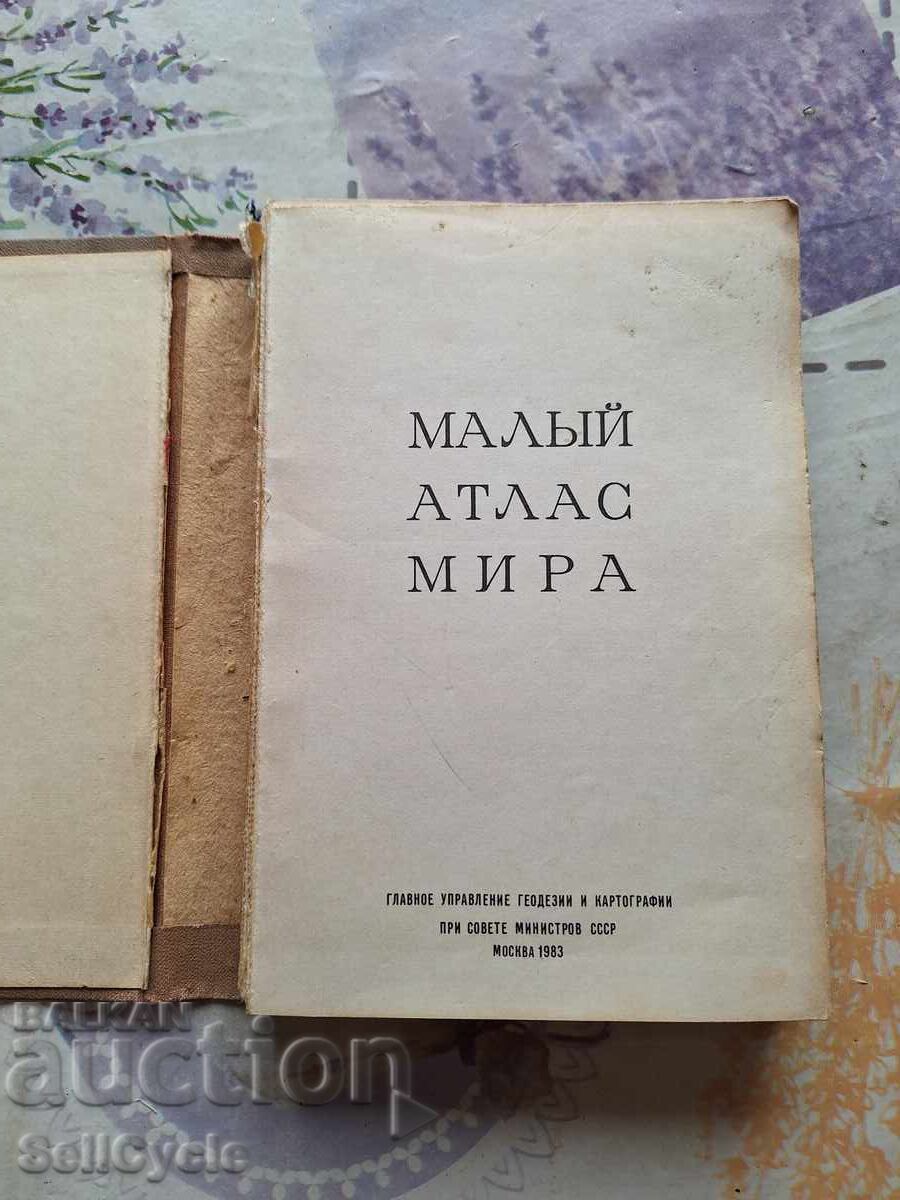 МАЛЫЙ
АТЛАС
МИРА
ГЛАВНОЕ УПРАВЛЕНИЕ ГЕОДЕЗИИ И КАРТОГРАФИИ
ПРИ СОВЕТЕ МИНИСТРОВ СССР
МОСКВА 1983
BALKAN
auction
SellCycle